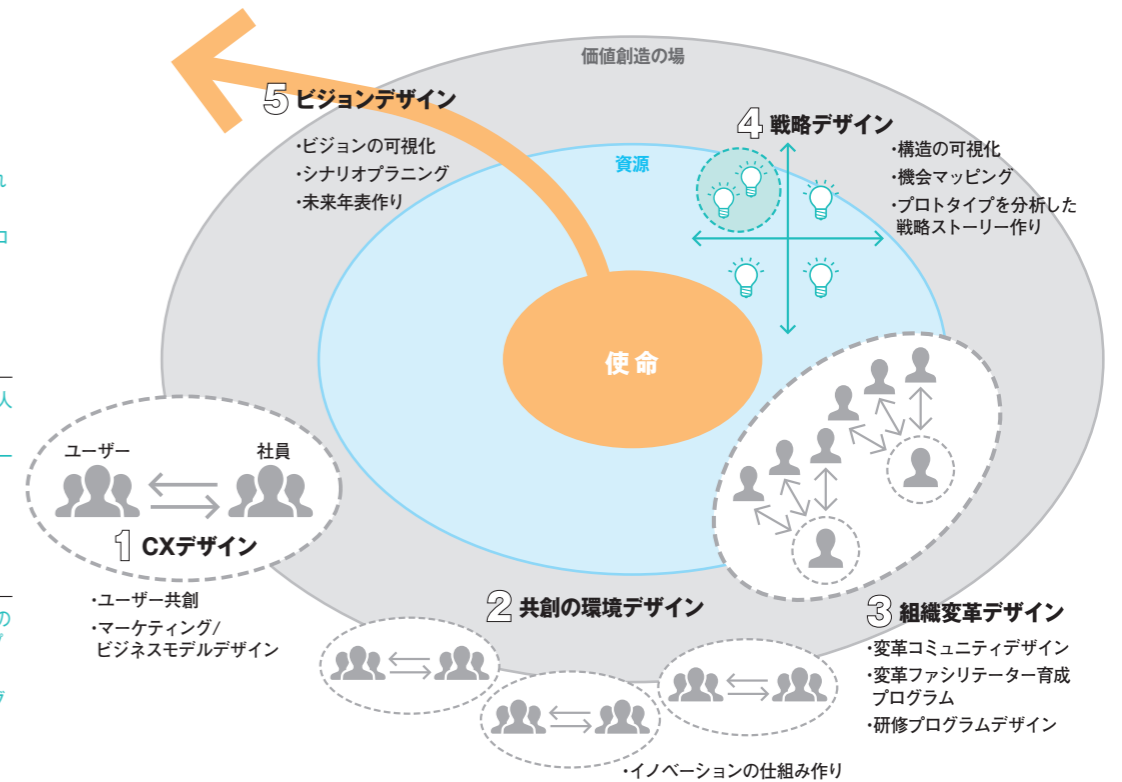 価値創造の場
5 ビジョンデザイン
・ビジョンの可視化
・シナリオプラニング
・未来年表作り
資源
4 戦略デザイン
・構造の可視化
・機会マッピング
・プロトタイプを分析した
戦略ストーリー作り
使命
ユーザー
社員
1 CXデザイン
・ユーザー共創
・マーケティング/
ビジネスモデルデザイン
2 共創の環境デザイン
・イノベーションの仕組み作り
3 組織変革デザイン
・変革コミュニティデザイン
・変革ファシリテーター育成
プログラム
・研修プログラムデザイン
れ
人
の